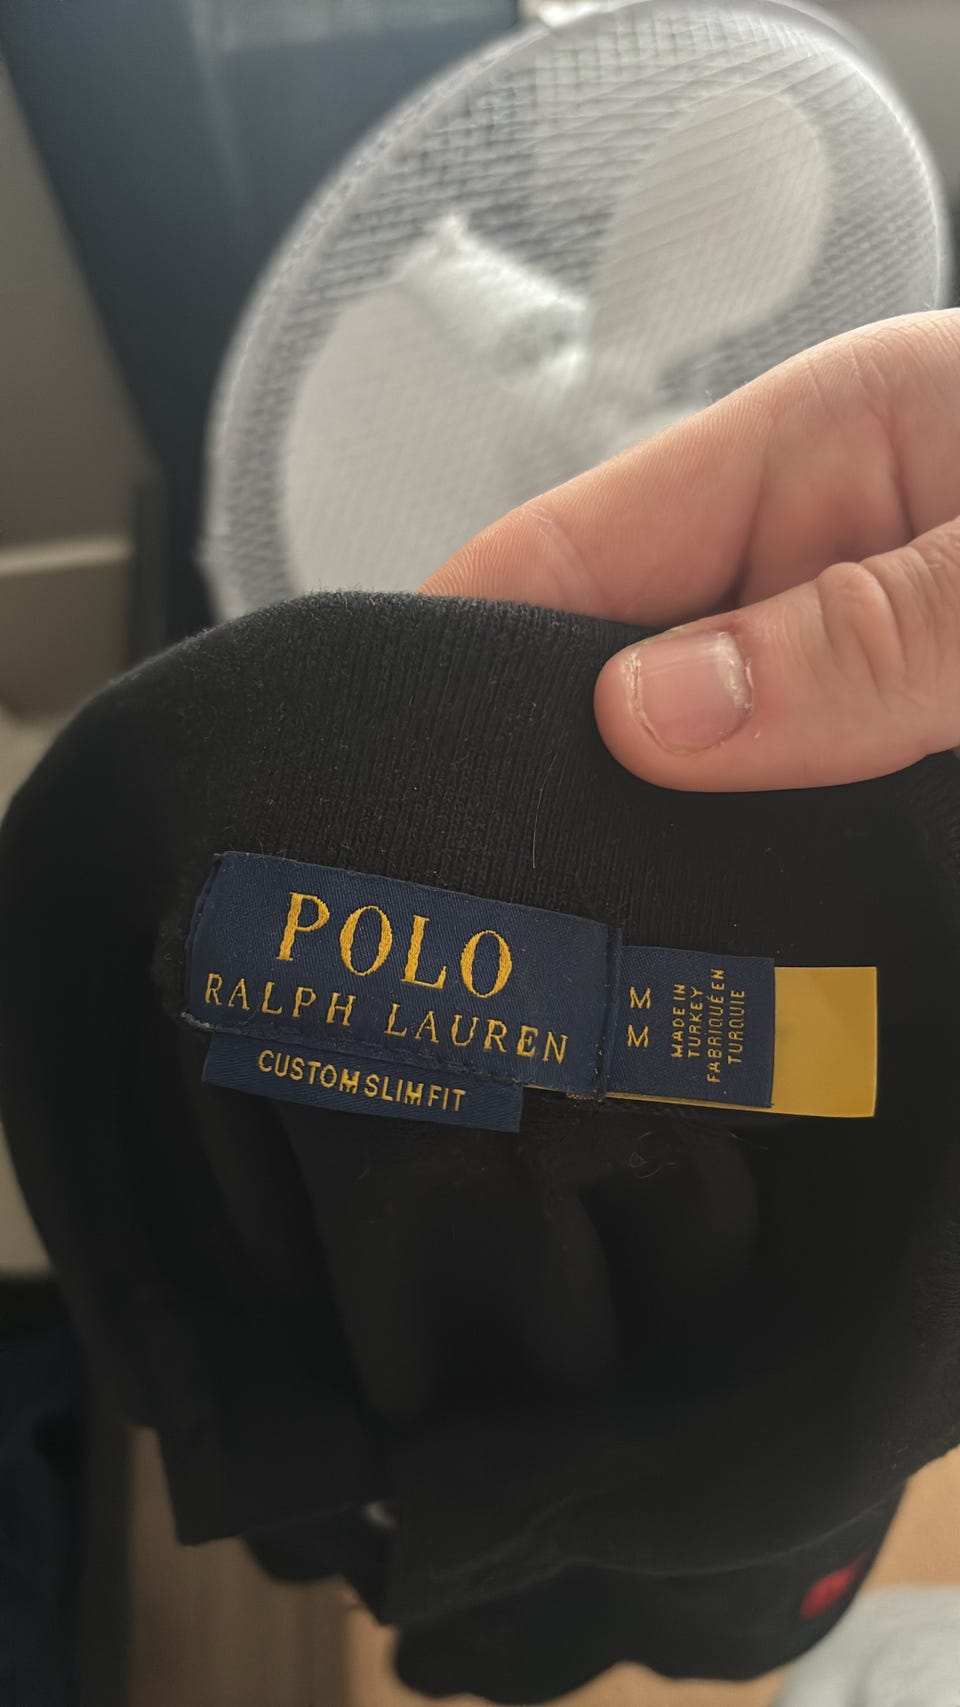 POLO
RALPH LAUREN
CUSTOM SLIM FIT
M
M
MADE IN
TURKEY
FABRIQUÉ EN
TURQUIE